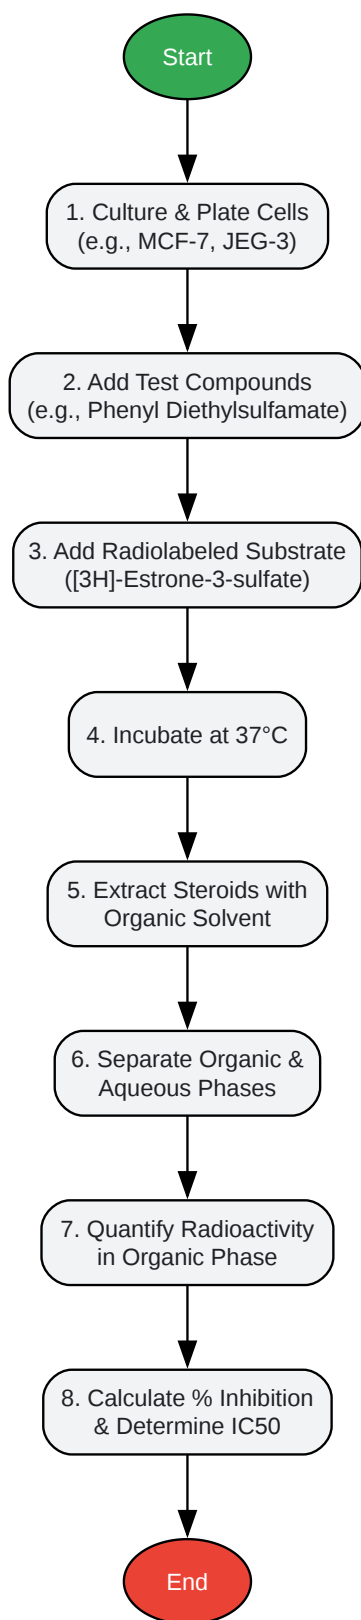 Start
1. Culture & Plate Cells
(e.g., MCF-7, JEG-3)
2. Add Test Compounds
(e.g., Phenyl Diethylsulfamate)
3. Add Radiolabeled Substrate
([3H]-Estrone-3-sulfate)
4. Incubate at 37°C
5. Extract Steroids with
Organic Solvent
6. Separate Organic &
Aqueous Phases
7. Quantify Radioactivity
in Organic Phase
8. Calculate % Inhibition
& Determine IC50
End